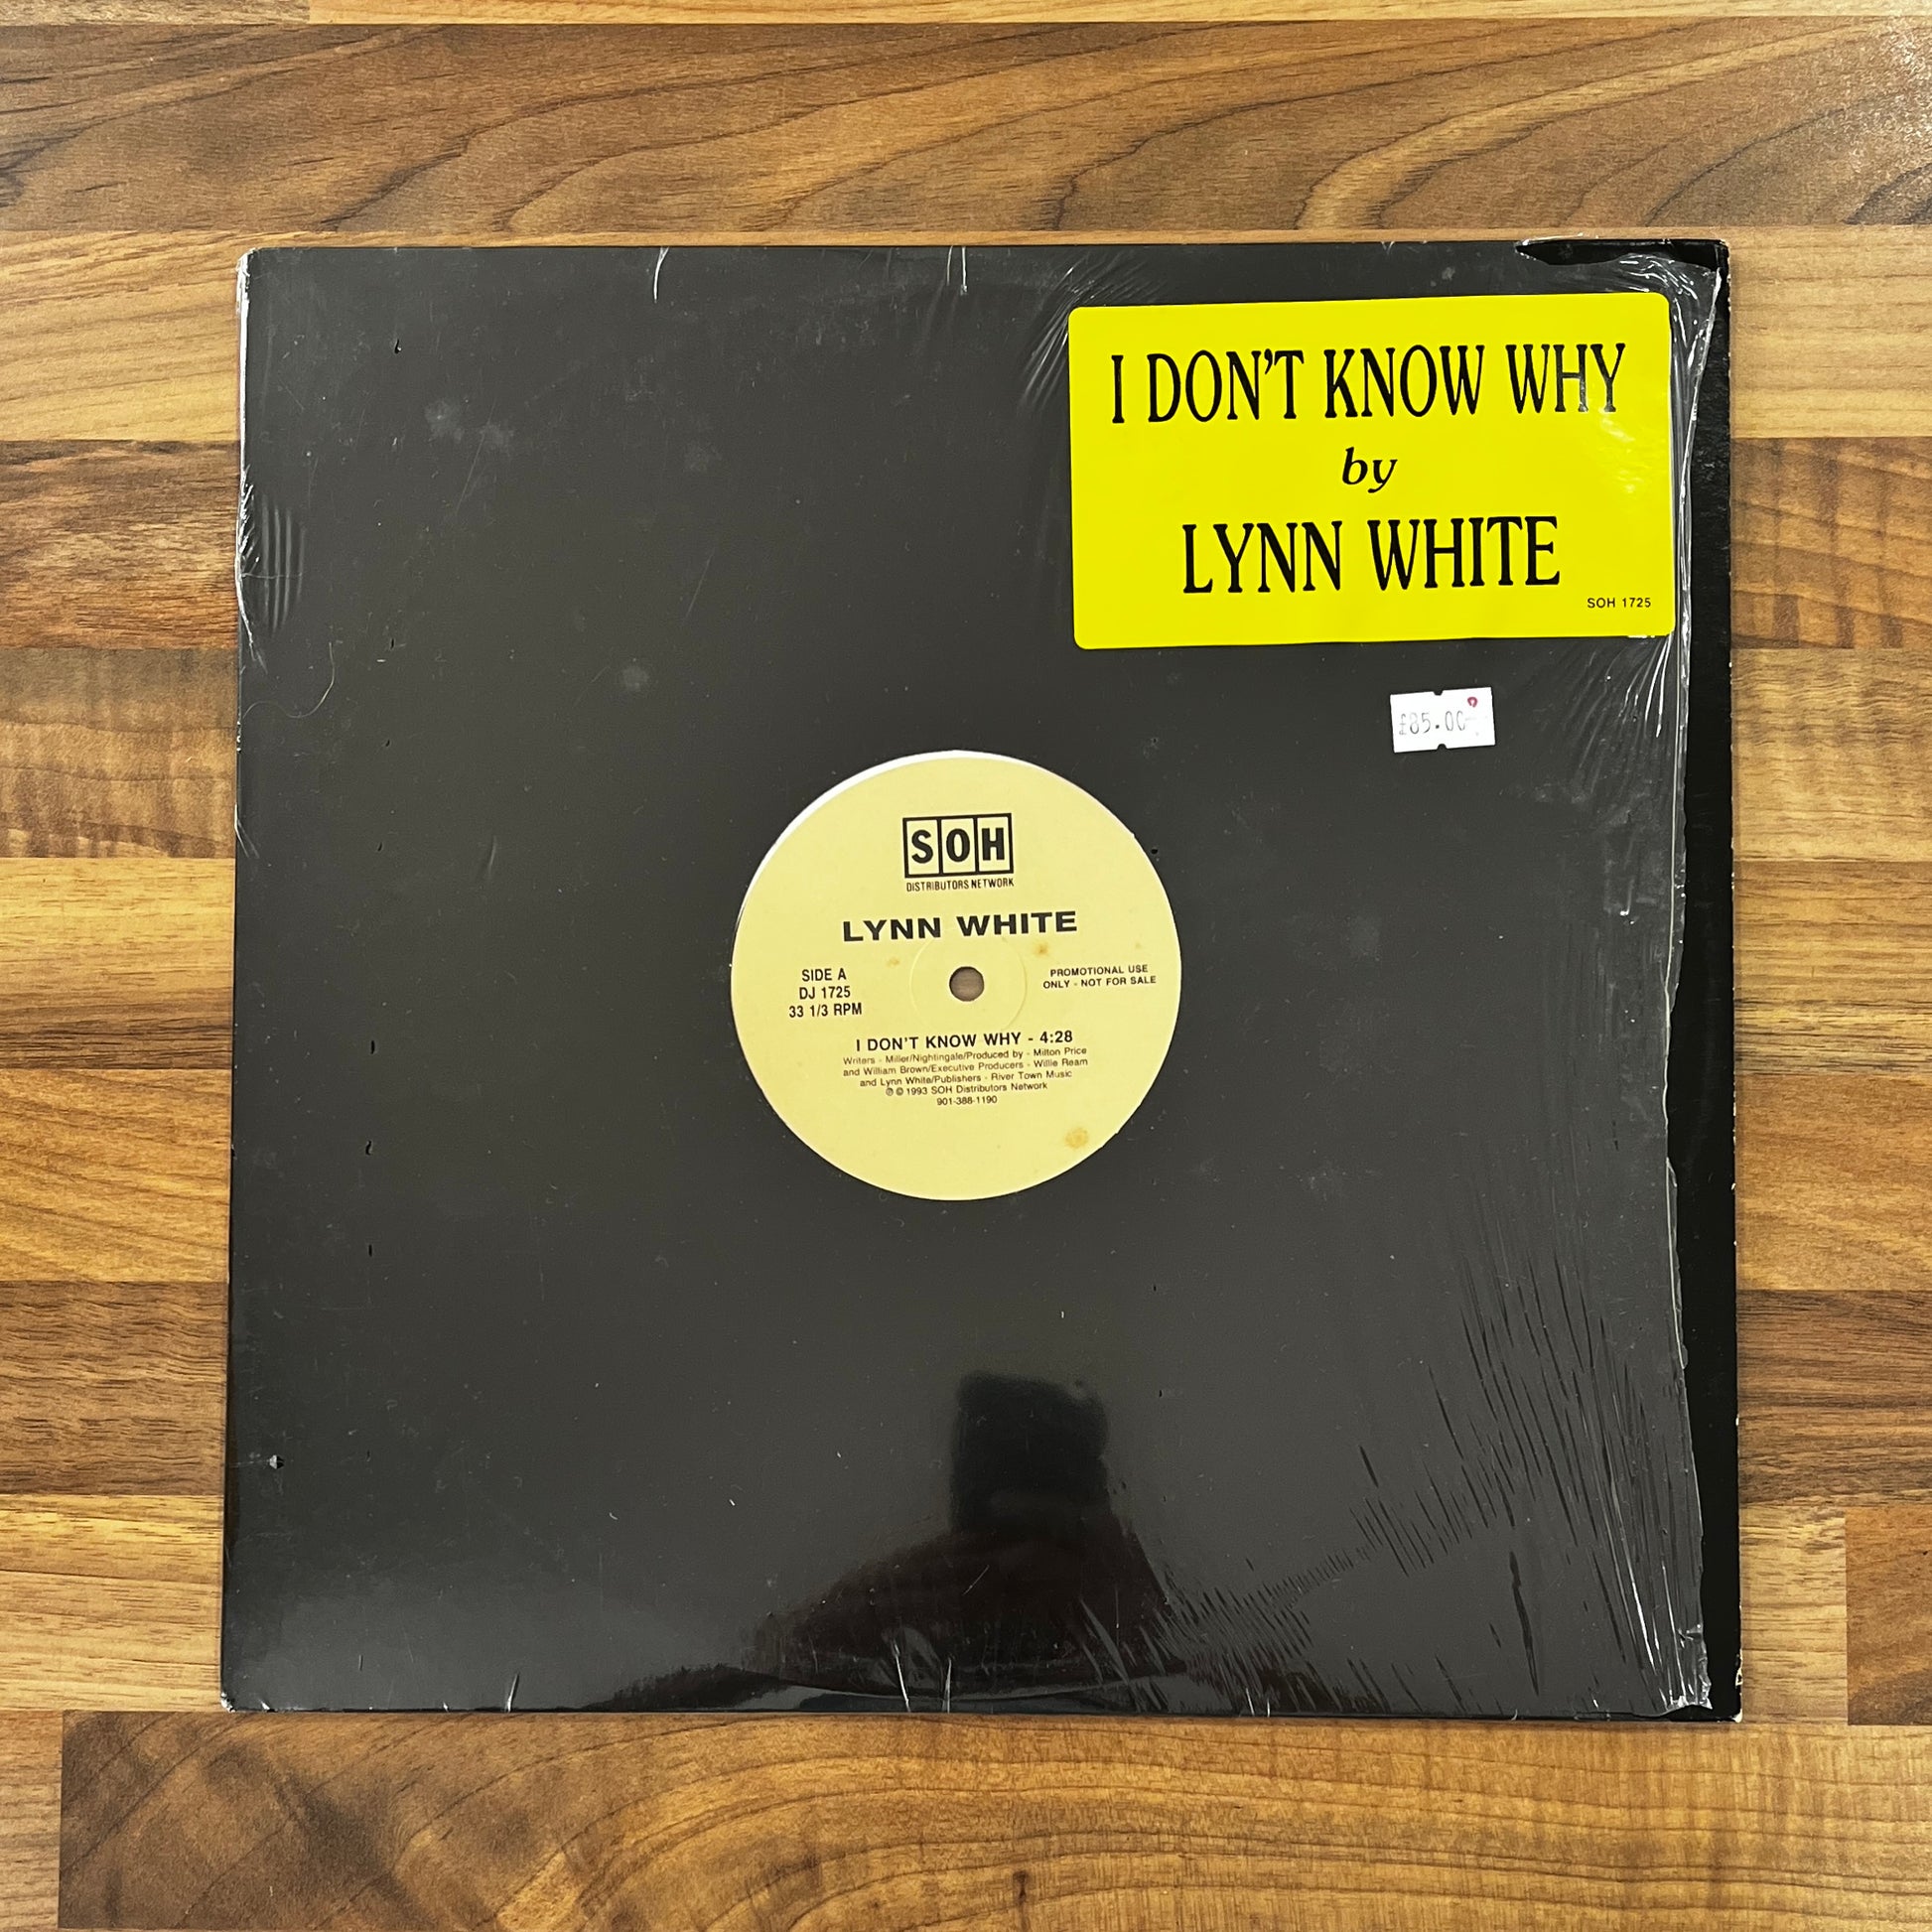 I DON'T KNOW WHY
by
LYNN WHITE
SOH 1725
£85.00
SOH
DISTRIBUTORS NETWORK
LYNN WHITE
SIDE A
DJ 1725
33 1/3 RPM
PROMOTIONAL USE
ONLY - NOT FOR SALE
I DON'T KNOW WHY - 4:28
Writers - Miller/Nightingale/Produced by - Milton Price
and William Brown/Executive Producers - Willie Ream
and Lynn White/Publishers - River Town Music
℗ © 1993 SOH Distributors Network
901-388-1190